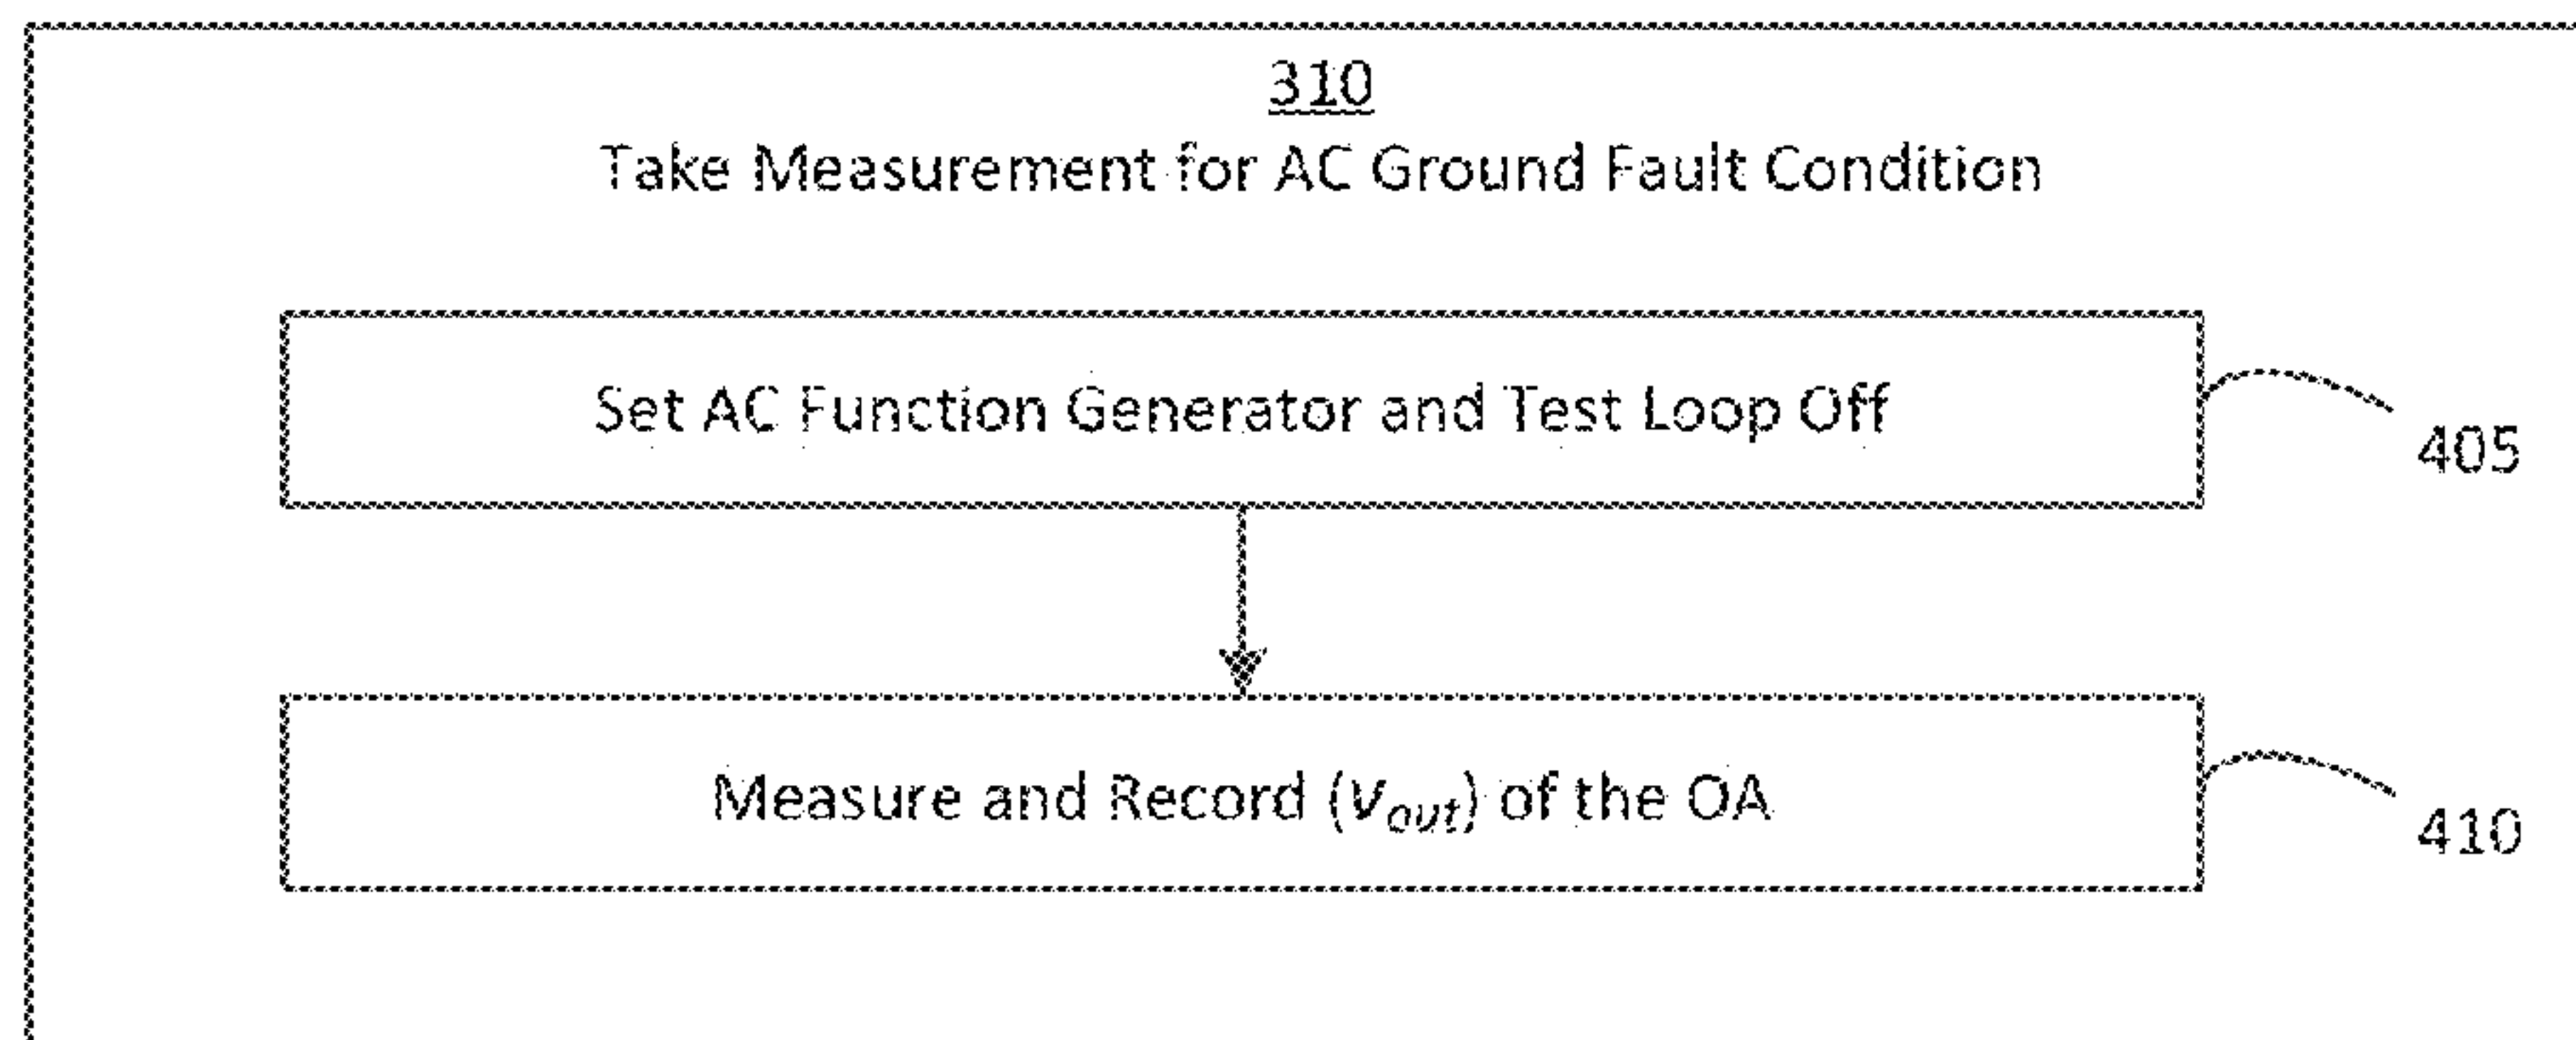 310
Take Measurement for AC Ground Fault Condition
Set AC Function Generator and Test Loop Off
405
Measure and Record (v_out) of the OA
410